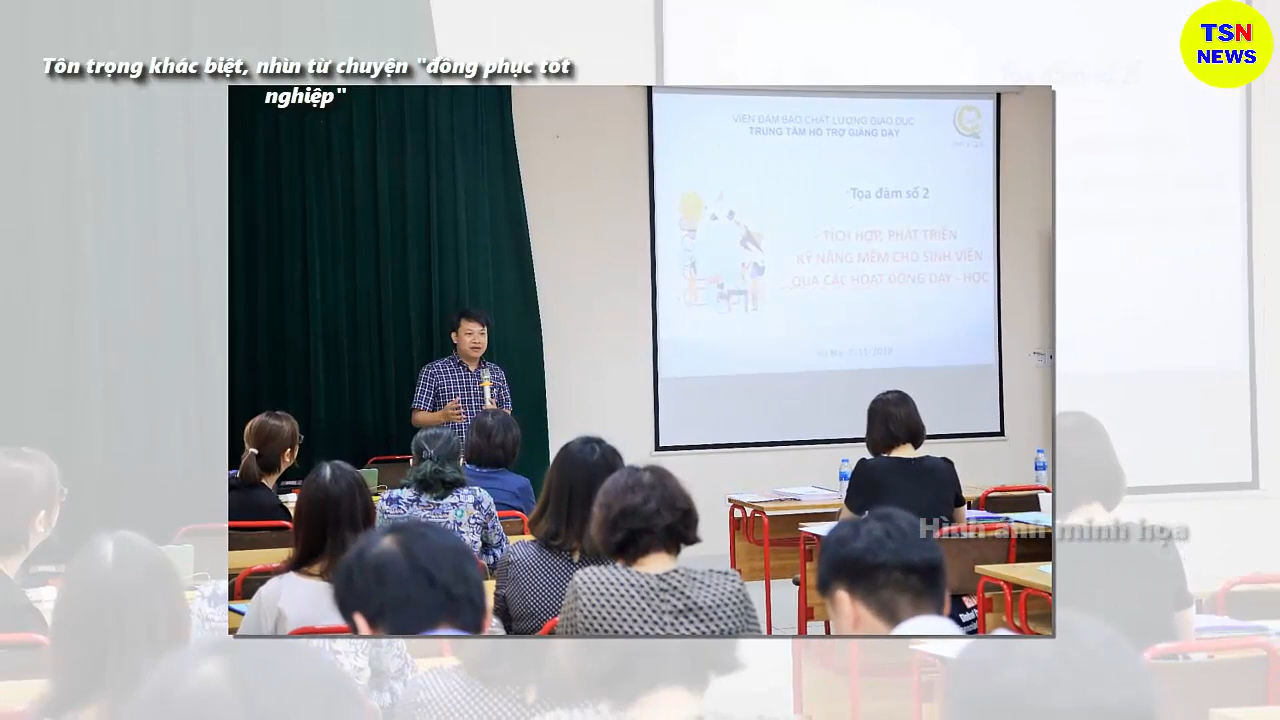 Tôn trọng khác biệt, nhìn từ chuyện "đồng phục tốt
nghiệp"
TSN
NEWS
VIỆN ĐẢM BẢO CHẤT LƯỢNG GIÁO DỤC
TRUNG TÂM HỖ TRỢ GIẢNG DẠY
Tọa đàm số 2
TÍCH HỢP, PHÁT TRIỂN
KỸ NĂNG MỀM CHO SINH VIÊN
QUA CÁC HOẠT ĐỘNG DẠY - HỌC
Hình ảnh minh họa